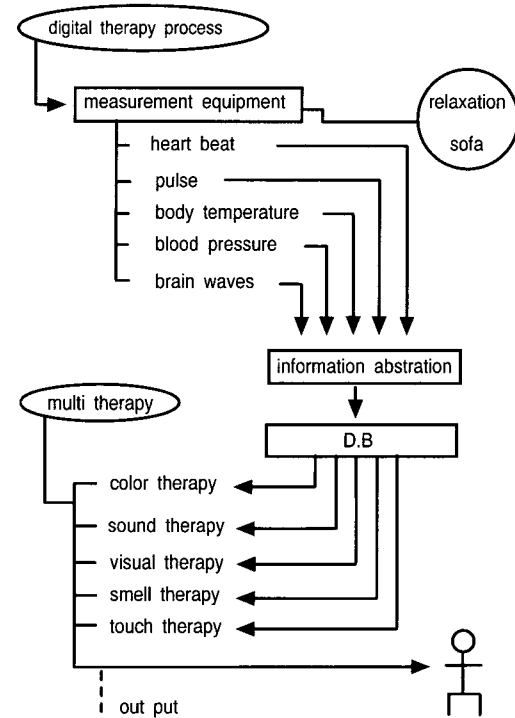 digital therapy process
measurement equipment
relaxation
sofa
heart beat
pulse
body temperature
blood pressure
brain waves
information abstration
multi therapy
D.B
color therapy
sound therapy
visual therapy
smell therapy
touch therapy
out put